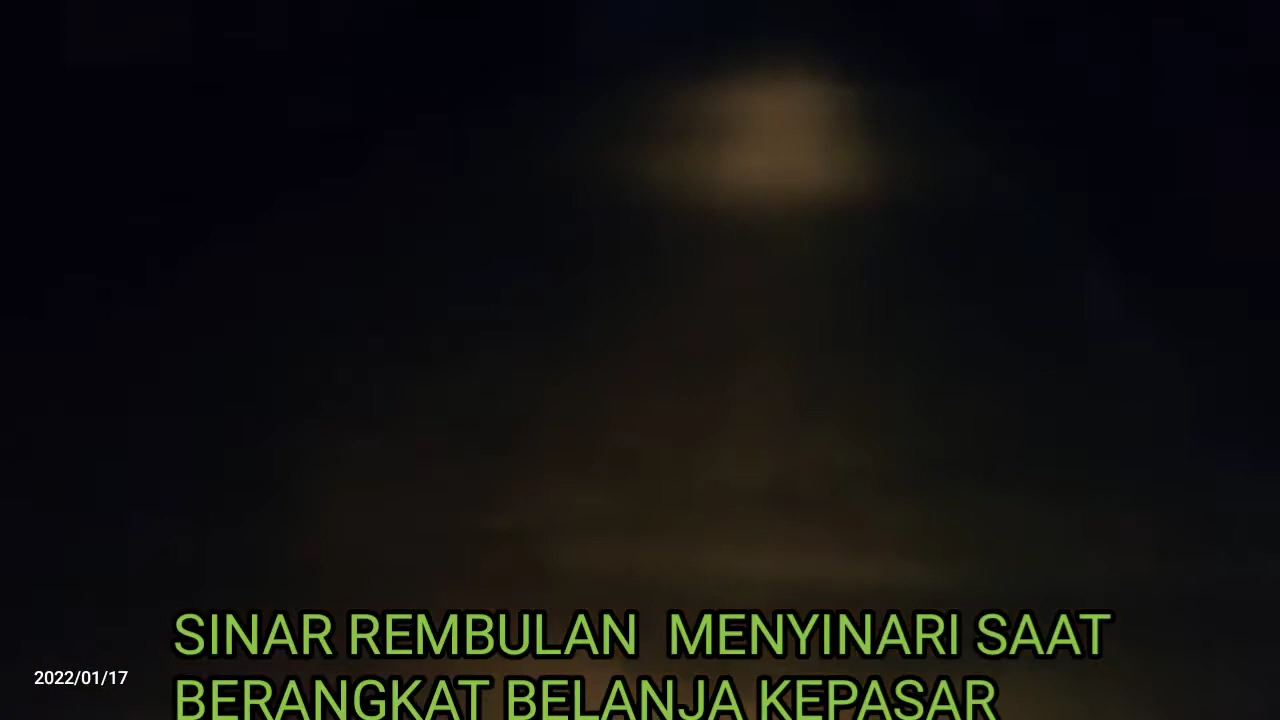 SINAR REMBULAN  MENYINARI SAAT
2022/01/17
BERANGKAT BELANJA KEPASAR